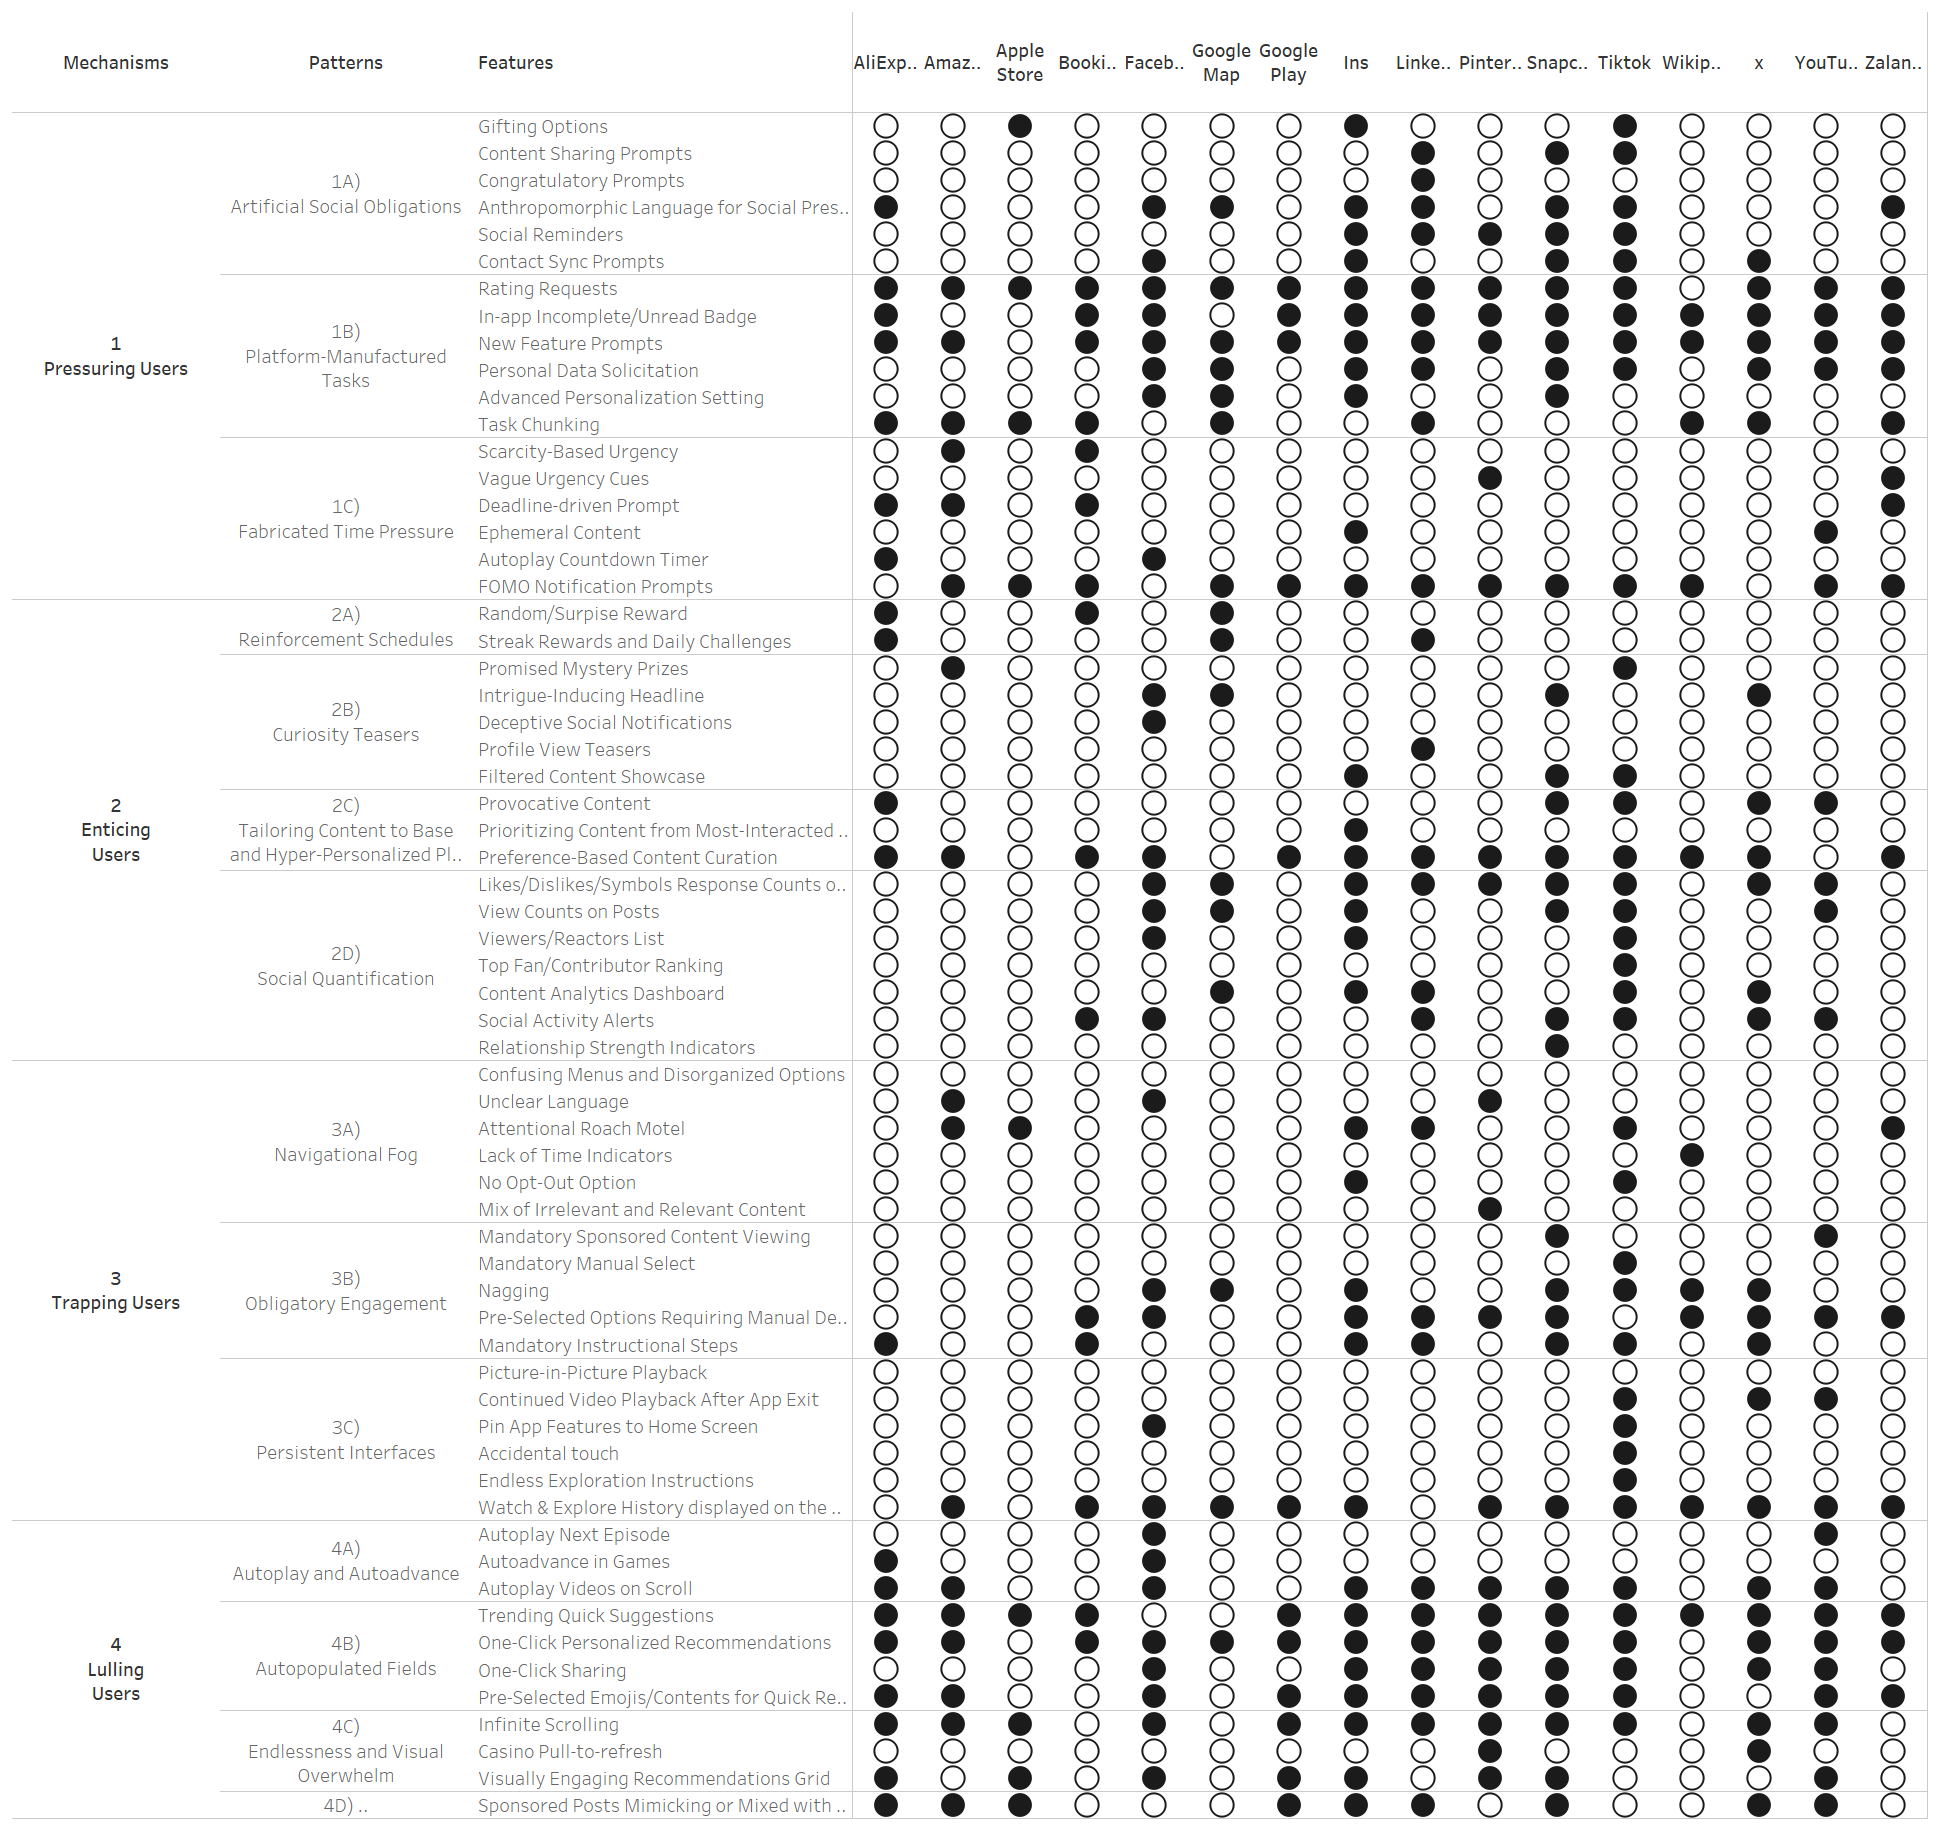 Mechanisms Patterns Features AliExp.. Amaz.. Apple Store Booki.. Faceb.. Google Map Google Play Ins Linke.. Pinter.. Snapc.. Tiktok Wikip.. x YouTu.. Zalan..
1
Pressuring Users
1A)
Artificial Social Obligations
Gifting Options
Content Sharing Prompts
Congratulatory Prompts
Anthropomorphic Language for Social Pres..
Social Reminders
Contact Sync Prompts
1B)
Platform-Manufactured
Tasks
Rating Requests
In-app Incomplete/Unread Badge
New Feature Prompts
Personal Data Solicitation
Advanced Personalization Setting
Task Chunking
1C)
Fabricated Time Pressure
Scarcity-Based Urgency
Vague Urgency Cues
Deadline-driven Prompt
Ephemeral Content
Autoplay Countdown Timer
FOMO Notification Prompts
2
Enticing
Users
2A)
Reinforcement Schedules
Random/Surprise Reward
Streak Rewards and Daily Challenges
2B)
Curiosity Teasers
Promised Mystery Prizes
Intrigue-Inducing Headline
Deceptive Social Notifications
Profile View Teasers
Filtered Content Showcase
2C)
Tailoring Content to Base
and Hyper-Personalized Pl..
Provocative Content
Prioritizing Content from Most-Interacted ..
Preference-Based Content Curation
2D)
Social Quantification
Likes/Dislikes/Symbols Response Counts o..
View Counts on Posts
Viewers/Reactors List
Top Fan/Contributor Ranking
Content Analytics Dashboard
Social Activity Alerts
Relationship Strength Indicators
3
Trapping Users
3A)
Navigational Fog
Confusing Menus and Disorganized Options
Unclear Language
Attentional Roach Motel
Lack of Time Indicators
No Opt-Out Option
Mix of Irrelevant and Relevant Content
3B)
Obligatory Engagement
Mandatory Sponsored Content Viewing
Mandatory Manual Select
Nagging
Pre-Selected Options Requiring Manual De..
Mandatory Instructional Steps
3C)
Persistent Interfaces
Picture-in-Picture Playback
Continued Video Playback After App Exit
Pin App Features to Home Screen
Accidental touch
Endless Exploration Instructions
Watch & Explore History displayed on the ..
4
Lulling
Users
4A)
Autoplay and Autoadvance
Autoplay Next Episode
Autoadvance in Games
Autoplay Videos on Scroll
4B)
Autopopulated Fields
Trending Quick Suggestions
One-Click Personalized Recommendations
One-Click Sharing
Pre-Selected Emojis/Contents for Quick Re..
4C)
Endlessness and Visual
Overwhelm
Infinite Scrolling
Casino Pull-to-refresh
Visually Engaging Recommendations Grid
4D) ..
Sponsored Posts Mimicking or Mixed with ..